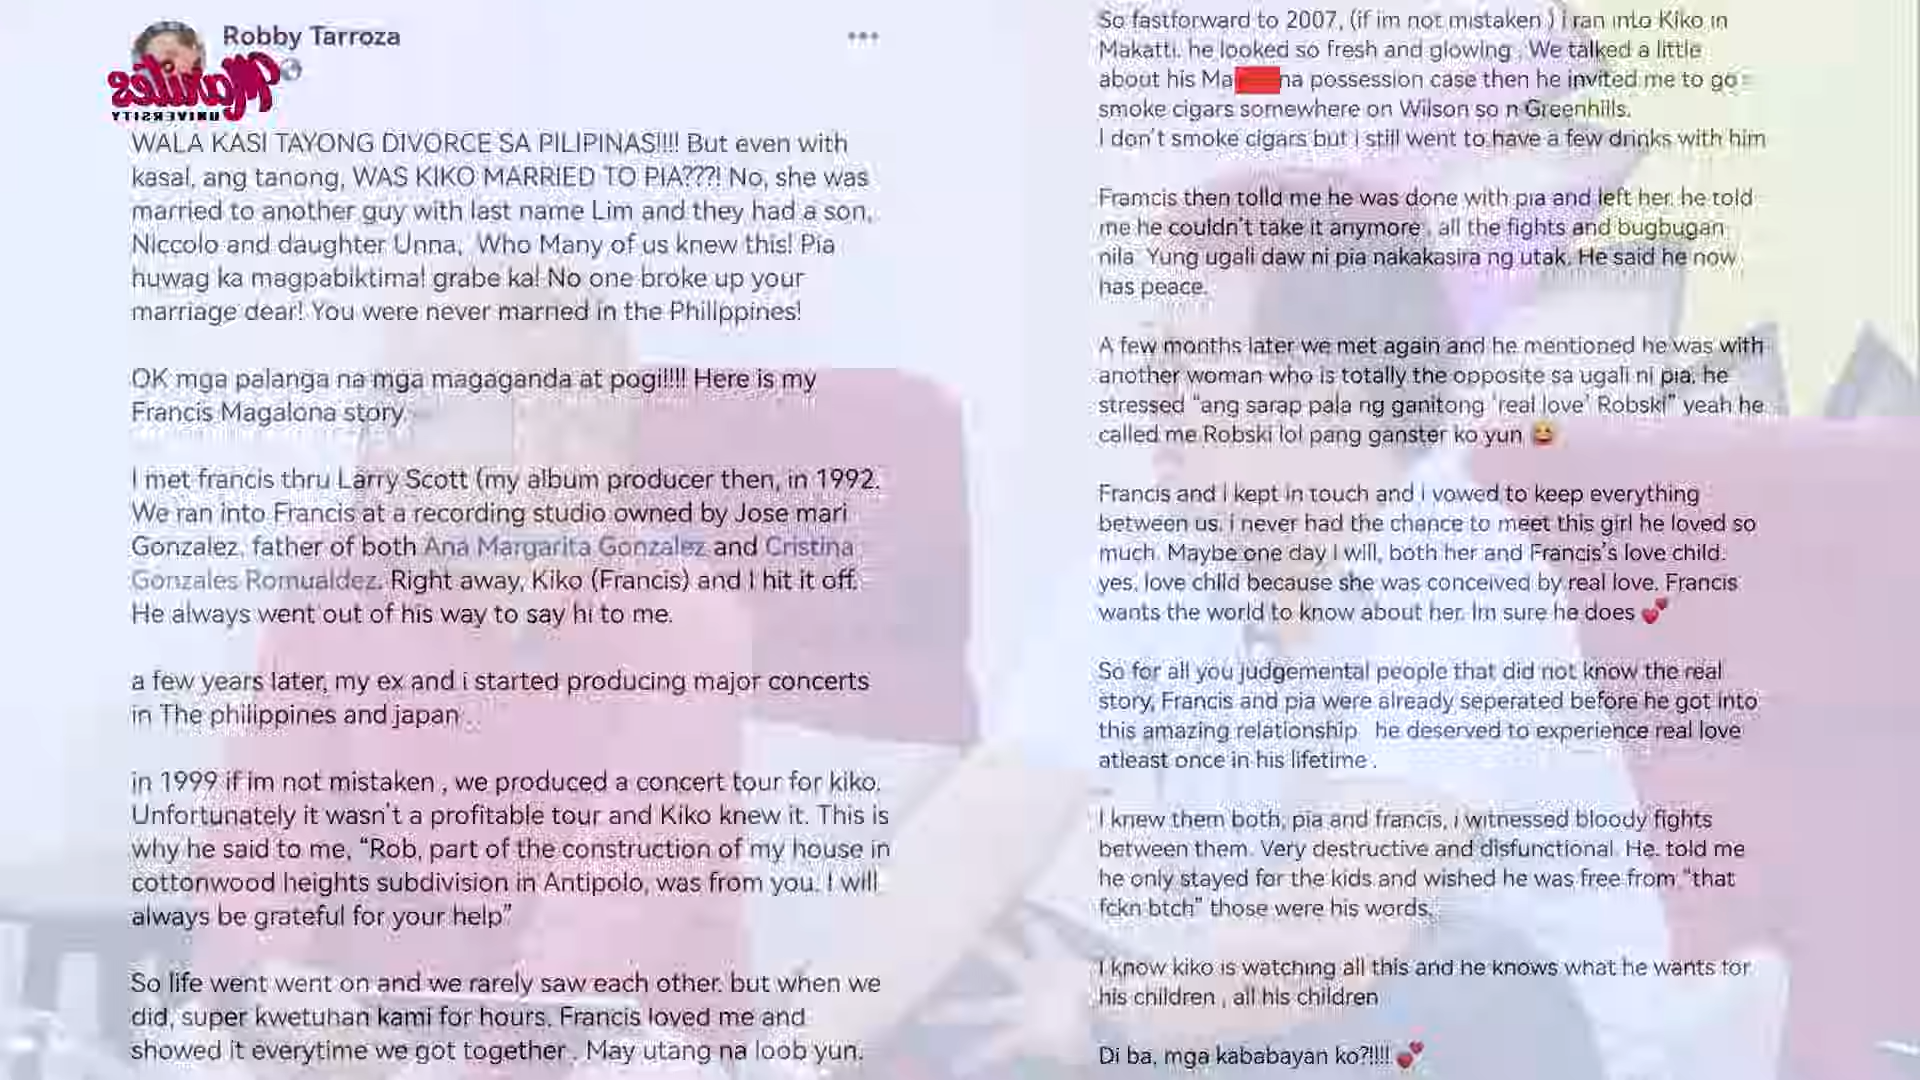 Robby Tarroza
Marites
UNIVERSITY
WALA KASI TAYONG DIVORCE SA PILIPINAS!!!! But even with
kasal, ang tanong, WAS KIKO MARRIED TO PIA???! No, she was
married to another guy with last name Lim and they had a son,
Niccolo and daughter Unna, Who Many of us knew this! Pia
huwag ka magpabiktima! grabe ka! No one broke up your
marriage dear! You were never married in the Philippines!
OK mga palanga na mga magaganda at pogi!!!! Here is my
Francis Magalona story.
I met francis thru Larry Scott (my album producer then, in 1992.
We ran into Francis at a recording studio owned by Jose mari
Gonzalez, father of both Ana Margarita Gonzalez and Cristina
Gonzales Romualdez. Right away, Kiko (Francis) and I hit it off.
He always went out of his way to say hi to me.
a few years later, my ex and i started producing major concerts
in The philippines and japan .
in 1999 if im not mistaken , we produced a concert tour for kiko.
Unfortunately it wasn't a profitable tour and Kiko knew it. This is
why he said to me, "Rob, part of the construction of my house in
cottonwood heights subdivision in Antipolo, was from you. I will
always be grateful for your help"
So life went went on and we rarely saw each other. but when we
did, super kwetuhan kami for hours. Francis loved me and
showed it everytime we got together . May utang na loob yun.
So fastforward to 2007, (if im not mistaken ) i ran into Kiko in
Makatti. he looked so fresh and glowing . We talked a little
about his Ma na possession case then he invited me to go
smoke cigars somewhere on Wilson so n Greenhills.
I don't smoke cigars but i still went to have a few drinks with him
Framcis then tolld me he was done with pia and left her. he told
me he couldn't take it anymore , all the fights and bugbugan
nila. Yung ugali daw ni pia nakakasira ng utak. He said he now
has peace.
A few months later we met again and he mentioned he was with
another woman who is totally the opposite sa ugali ni pia. he
stressed "ang sarap pala ng ganitong 'real love' Robski" yeah he
called me Robski lol pang ganster ko yun 😆
Francis and i kept in touch and i vowed to keep everything
between us. i never had the chance to meet this girl he loved so
much. Maybe one day I will, both her and Francis's love child.
yes, love child because she was conceived by real love. Francis
wants the world to know about her. Im sure he does 💕
So for all you judgemental people that did not know the real
story, Francis and pia were already seperated before he got into
this amazing relationship he deserved to experience real love
atleast once in his lifetime .
I knew them both, pia and francis, i witnessed bloody fights
between them. Very destructive and disfunctional. He. told me
he only stayed for the kids and wished he was free from "that
fckn btch" those were his words.
I know kiko is watching all this and he knows what he wants for
his children , all his children
Di ba, mga kababayan ko?!!!! 💕